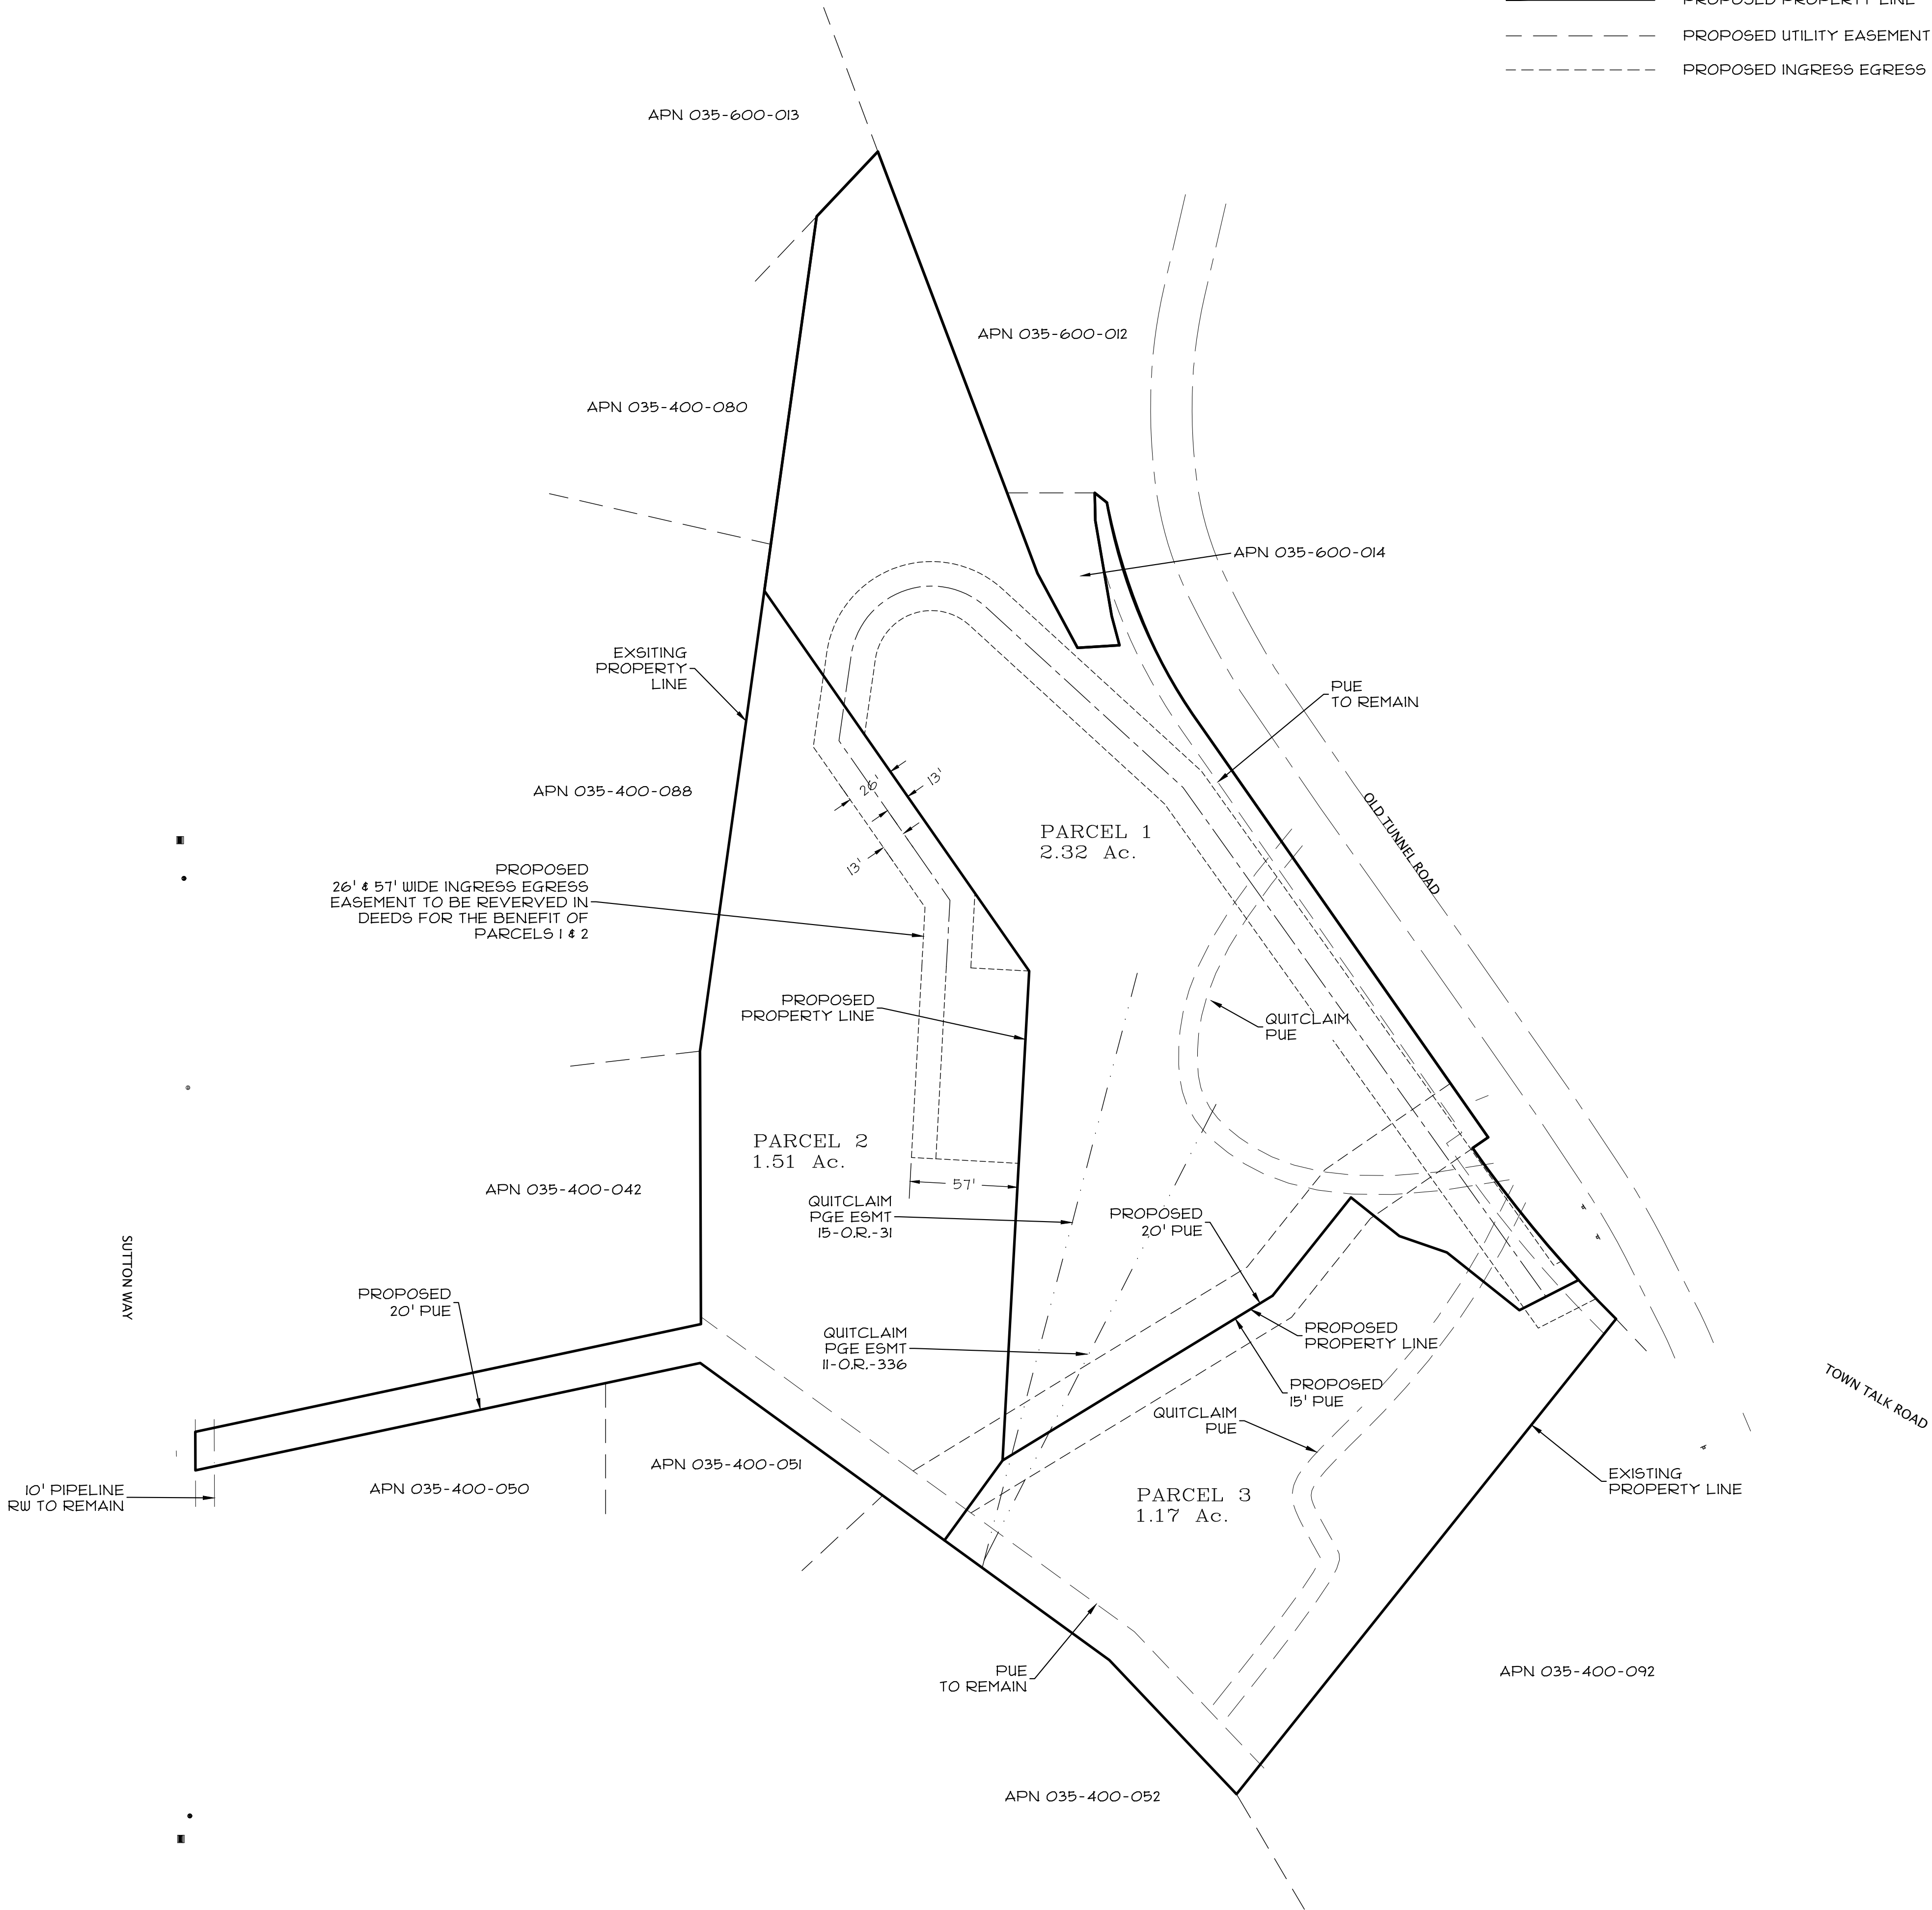 PROPOSED PROPERTY LINE
PROPOSED UTILITY EASEMENT
PROPOSED INGRESS EGRESS
APN 035-600-013
APN 035-600-012
APN 035-400-080
APN 035-600-014
EXSITING
PROPERTY
LINE
PUE
TO REMAIN
APN 035-400-088
26'
13'
13'
OLD TUNNEL ROAD
PARCEL 1
2.32 Ac.
PROPOSED
26' & 57' WIDE INGRESS EGRESS
EASEMENT TO BE REVERVED IN
DEEDS FOR THE BENEFIT OF
PARCELS 1 & 2
PROPOSED
PROPERTY LINE
QUITCLAIM
PUE
PARCEL 2
1.51 Ac.
57'
APN 035-400-042
QUITCLAIM
PGE ESMT
15-O.R.-31
PROPOSED
20' PUE
SUTTON WAY
PROPOSED
20' PUE
QUITCLAIM
PGE ESMT
11-O.R.-336
PROPOSED
PROPERTY LINE
PROPOSED
15' PUE
TOWN TALK ROAD
QUITCLAIM
PUE
APN 035-400-051
APN 035-400-050
10' PIPELINE
RW TO REMAIN
PARCEL 3
1.17 Ac.
EXISTING
PROPERTY LINE
PUE
TO REMAIN
APN 035-400-092
APN 035-400-052